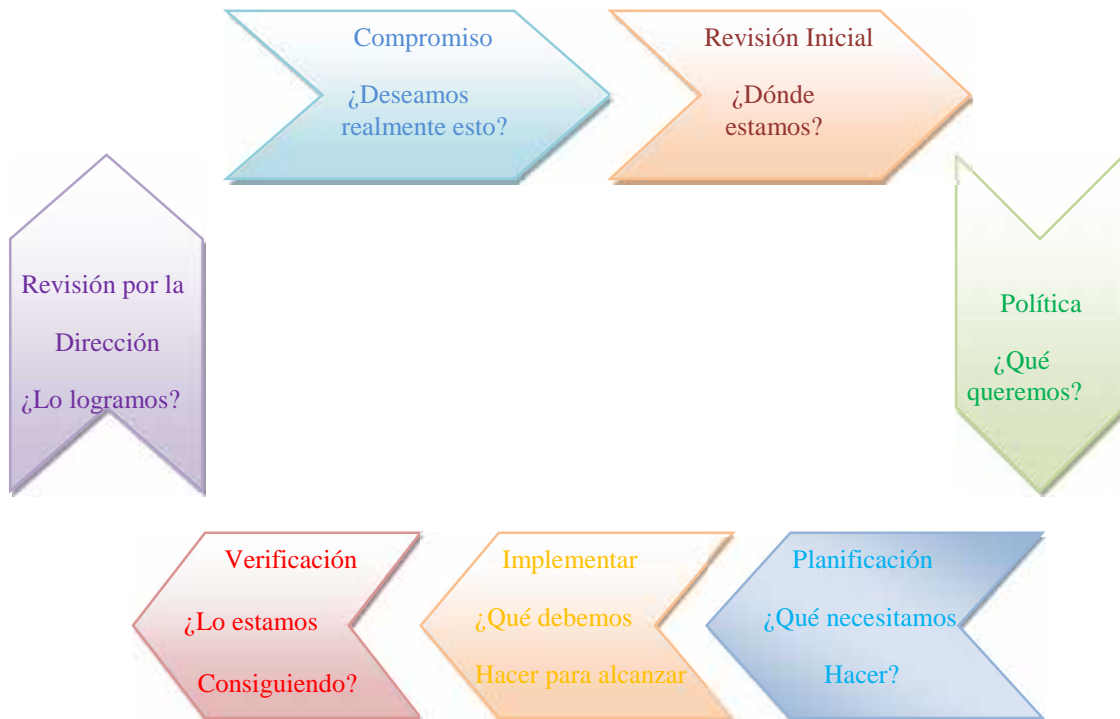 Compromiso
¿Deseamos
realmente esto?
Revisión Inicial
¿Dónde
estamos?
Política
¿Qué
queremos?
Planificación
¿Qué necesitamos
Hacer?
Implementar
¿Qué debemos
Hacer para alcanzar
Verificación
¿Lo estamos
Consiguiendo?
Revisión por la
Dirección
¿Lo logramos?